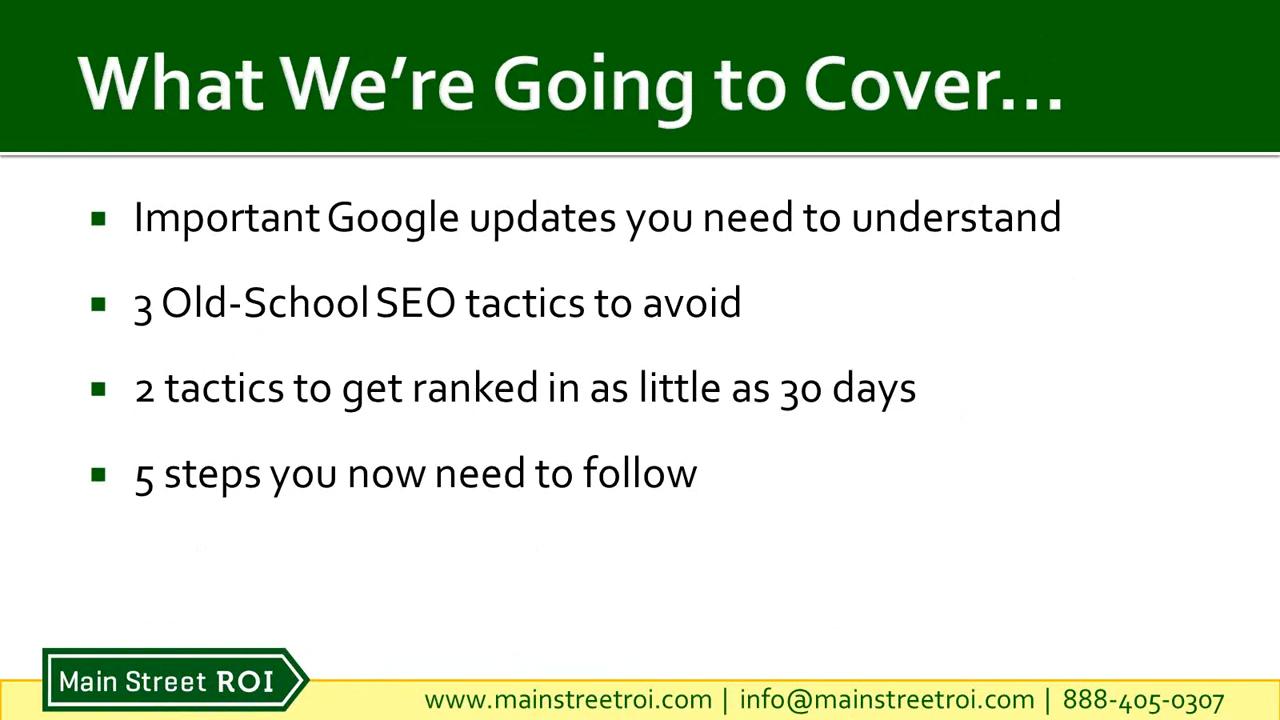 What We're Going to Cover...
Important Google updates you need to understand
3 Old-School SEO tactics to avoid
2 tactics to get ranked in as little as 30 days
5 steps you now need to follow
Main Street ROI
www.mainstreetroi.com | info@mainstreetroi.com | 888-405-0307